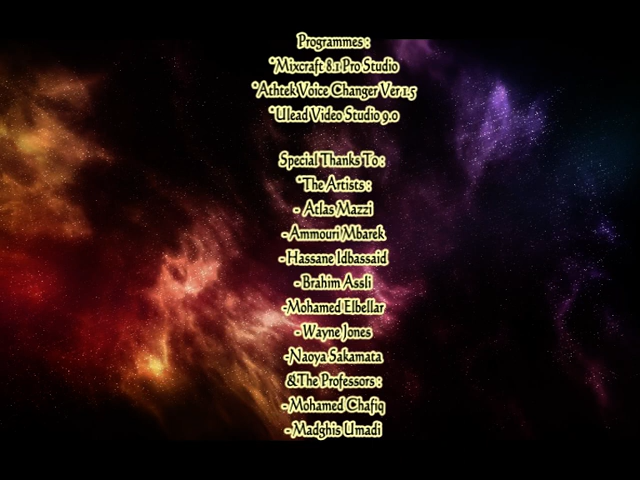 Programmes :
*Mixcraft 8.1 Pro Studio
*Athtek Voice Changer Ver 1.5
*Ulead Video Studio 9.0
Special Thanks To :
*The Artists :
- Atlas Mazzi
- Ammouri Mbarek
- Hassane Idbassaid
- Brahim Assli
-Mohamed Elbellar
- Wayne Jones
-Naoya Sakamata
&The Professors :
- Mohamed Chafiq
- Madghis Umadi